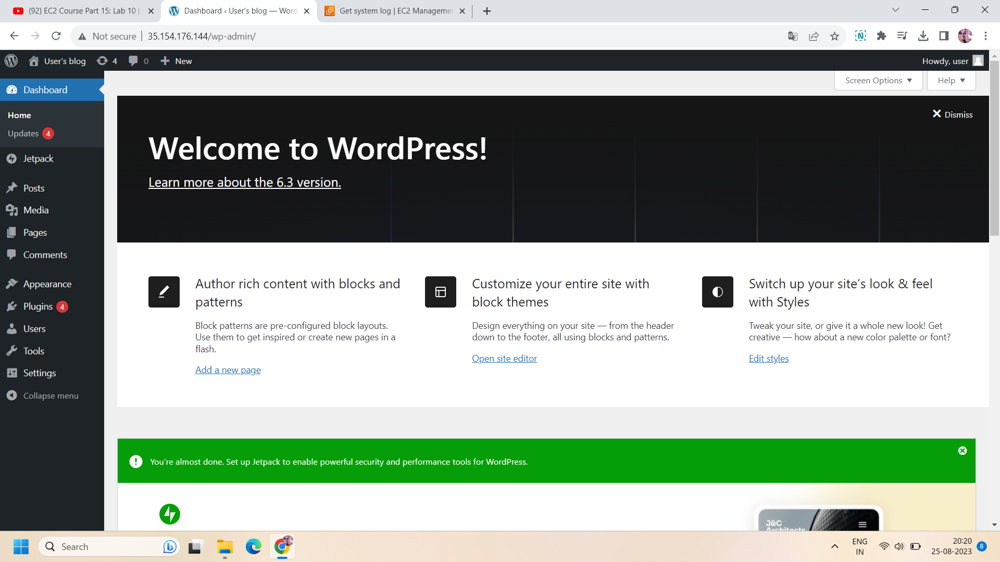 (92) EC2 Course Part 15: Lab 10 |
Dashboard ‹ User's blog — Word
Get system log | EC2 Managemen
Not secure
35.154.176.144/wp-admin/
User's blog
4
0
New
Howdy, user
Screen Options
Help
Dashboard
Home
Updates 4
Jetpack
Posts
Media
Pages
Comments
Appearance
Plugins 4
Users
Tools
Settings
Collapse menu
Dismiss
Welcome to WordPress!
Learn more about the 6.3 version.
Author rich content with blocks and
patterns
Block patterns are pre-configured block layouts.
Use them to get inspired or create new pages in a
flash.
Add a new page
Customize your entire site with
block themes
Design everything on your site — from the header
down to the footer, all using blocks and patterns.
Open site editor
Switch up your site’s look & feel
with Styles
Tweak your site, or give it a whole new look! Get
creative — how about a new color palette or font?
Edit styles
You’re almost done. Set up Jetpack to enable powerful security and performance tools for WordPress.
J&C
Architects
Search
ENG
IN
20:20
25-08-2023
8